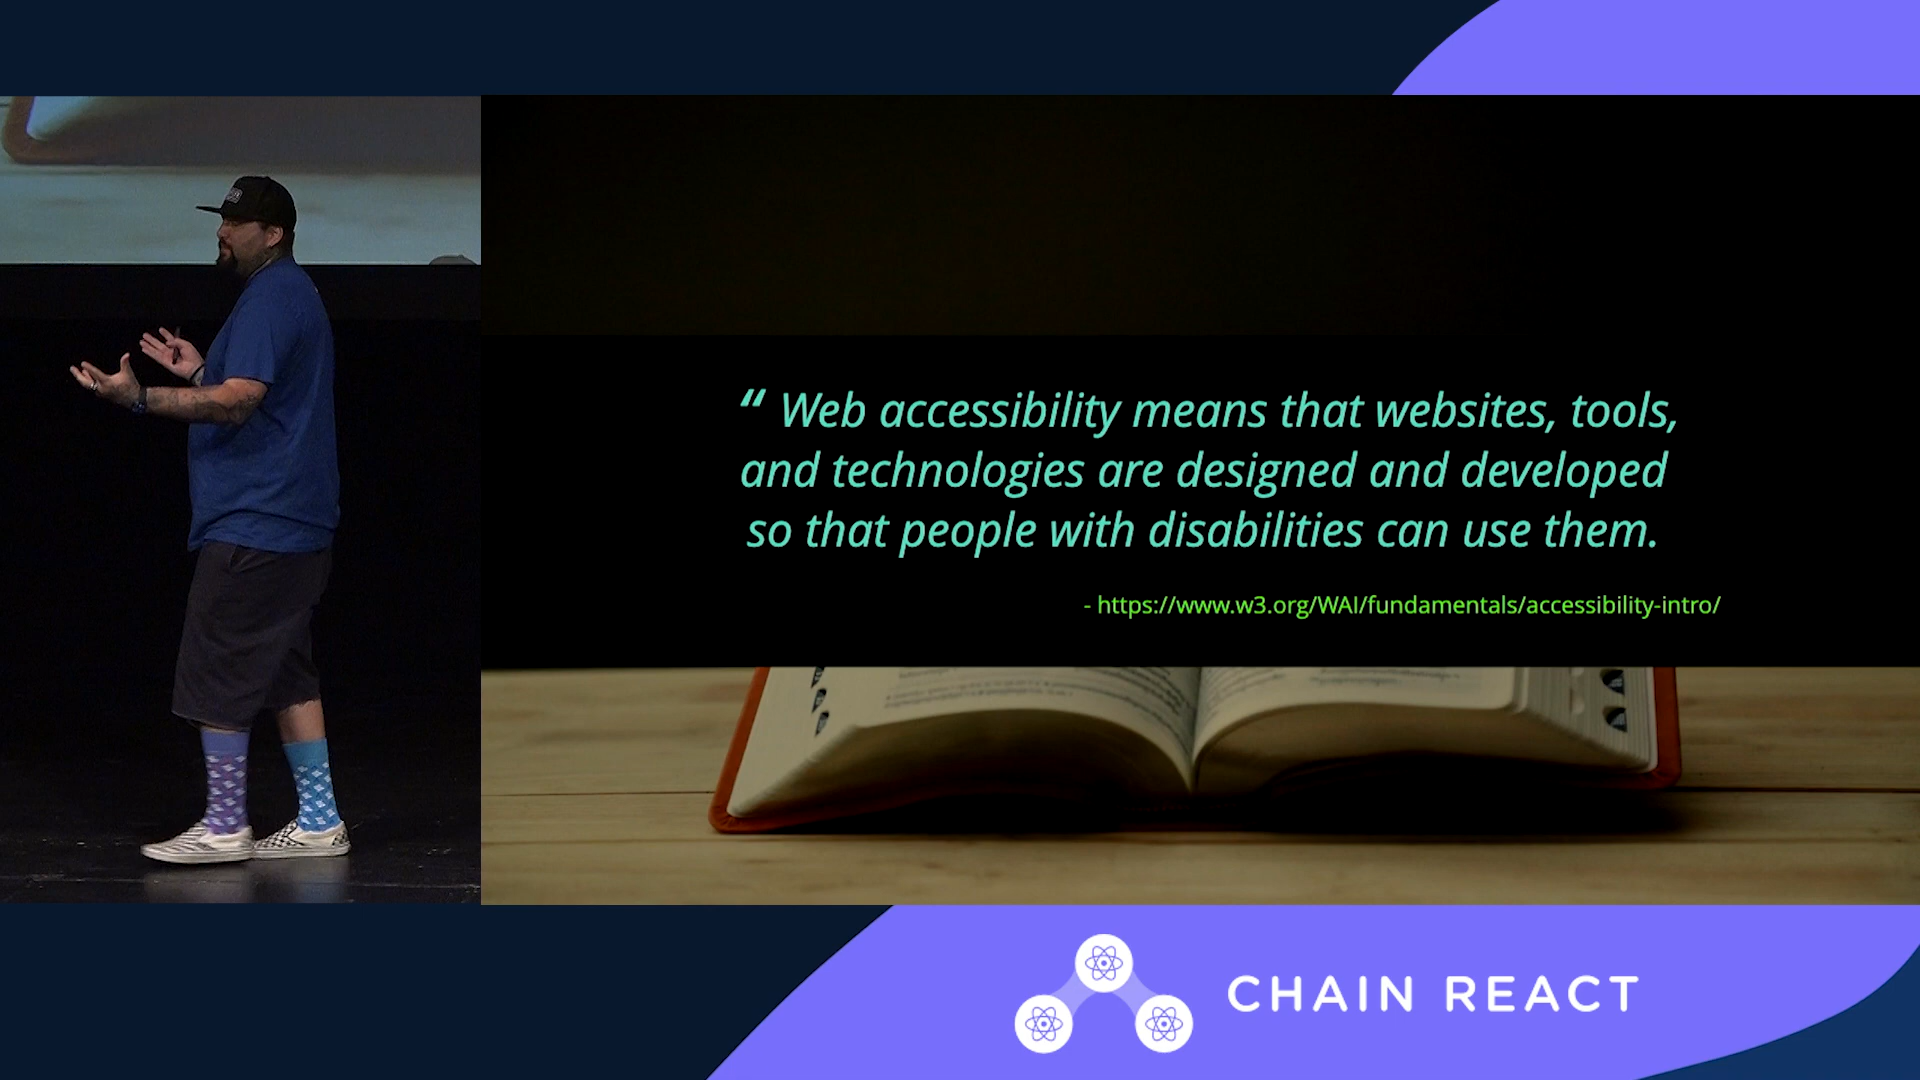 “ Web accessibility means that websites, tools,
and technologies are designed and developed
so that people with disabilities can use them.
- https://www.w3.org/WAI/fundamentals/accessibility-intro/
CHAIN REACT